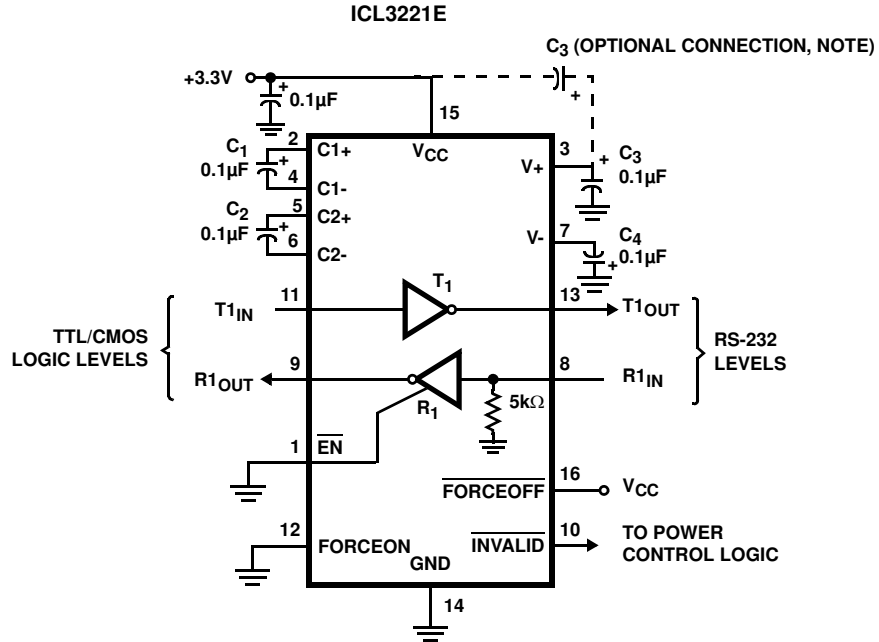 ICL3221E
C3 (OPTIONAL CONNECTION, NOTE)
+3.3V
+
0.1µF
+
15
C1
0.1µF
2
+
4
C1+
C1-
VCC
3
V+
+
C3
0.1µF
C2
0.1µF
5
+
6
C2+
C2-
7
V-
+
C4
0.1µF
TTL/CMOS
LOGIC LEVELS
T1IN
11
T1
13
T1OUT
RS-232
LEVELS
R1OUT
9
R1
5kΩ
8
R1IN
1
EN
16
FORCEOFF
VCC
12
FORCEON
10
INVALID
TO POWER
CONTROL LOGIC
GND
14